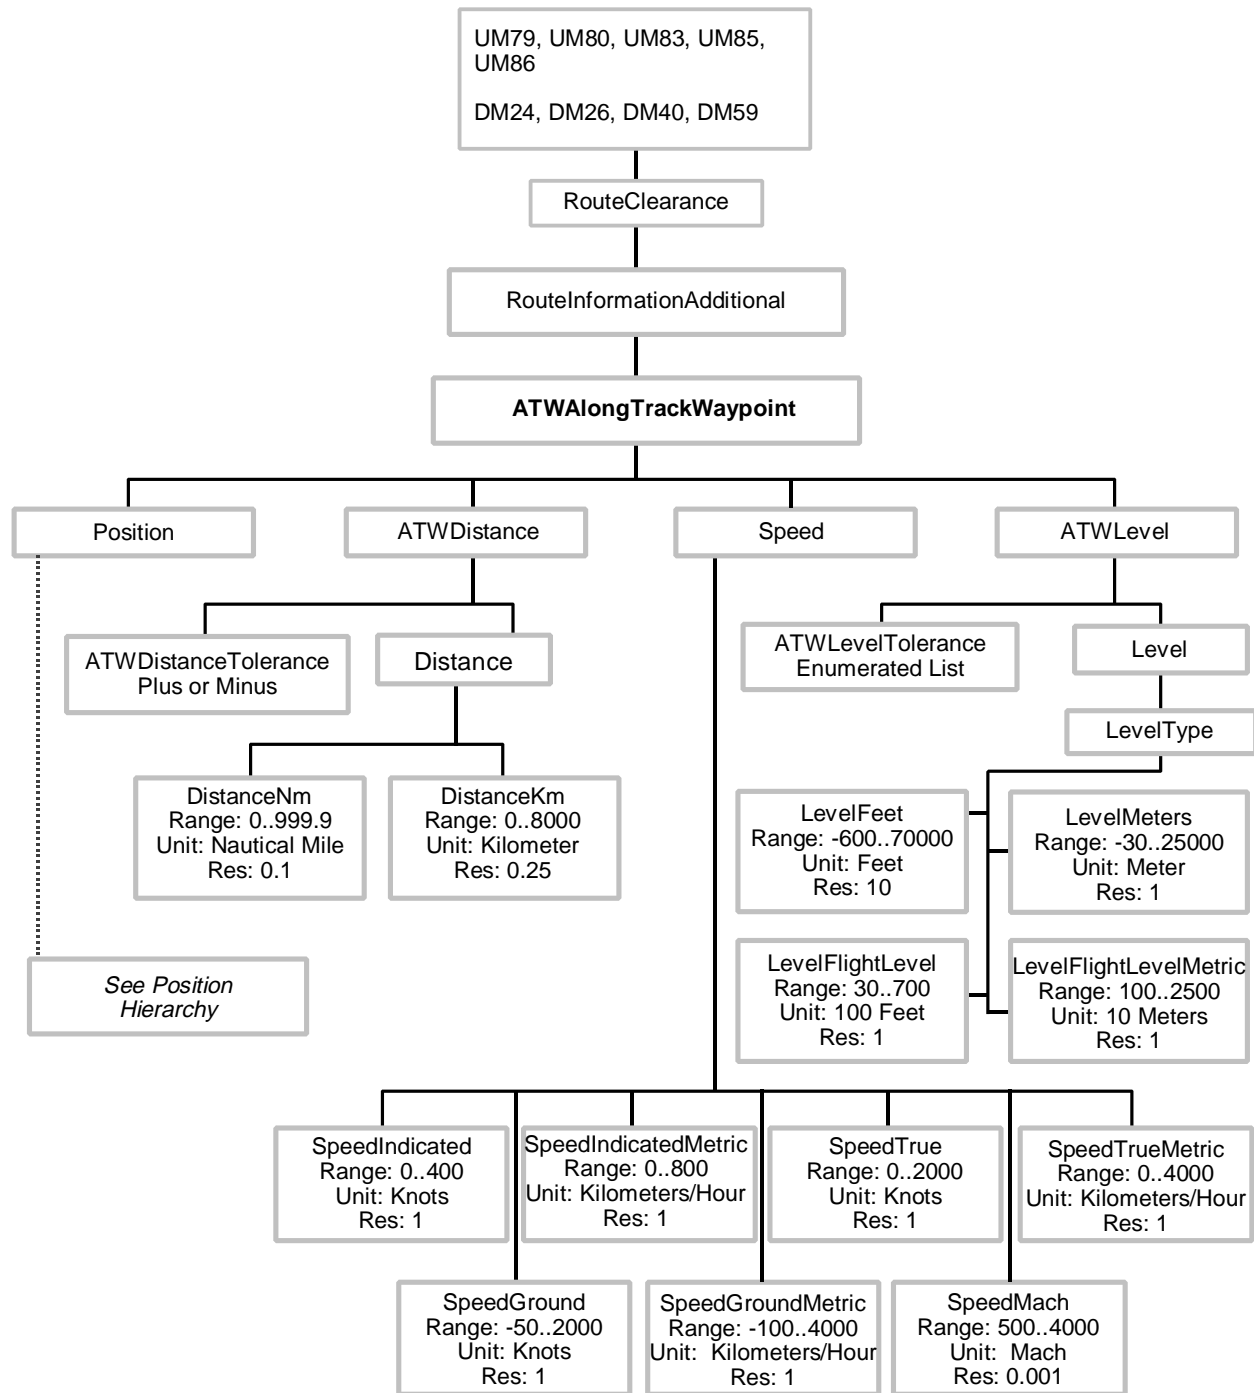 UM79, UM80, UM83, UM85,
UM86
DM24, DM26, DM40, DM59
RouteClearance
RouteInformationAdditional
ATWAlongTrackWaypoint
Position
ATWDistance
Speed
ATWLevel
ATWDistanceTolerance
Plus or Minus
Distance
ATWLevelTolerance
Enumerated List
Level
LevelType
DistanceNm
Range: 0..999.9
Unit: Nautical Mile
Res: 0.1
DistanceKm
Range: 0..8000
Unit: Kilometer
Res: 0.25
LevelFeet
Range: -600..70000
Unit: Feet
Res: 10
LevelMeters
Range: -30..25000
Unit: Meter
Res: 1
See Position
Hierarchy
LevelFlightLevel
Range: 30..700
Unit: 100 Feet
Res: 1
LevelFlightLevelMetric
Range: 100..2500
Unit: 10 Meters
Res: 1
SpeedIndicated
Range: 0..400
Unit: Knots
Res: 1
SpeedIndicatedMetric
Range: 0..800
Unit: Kilometers/Hour
Res: 1
SpeedTrue
Range: 0..2000
Unit: Knots
Res: 1
SpeedTrueMetric
Range: 0..4000
Unit: Kilometers/Hour
Res: 1
SpeedGround
Range: -50..2000
Unit: Knots
Res: 1
SpeedGroundMetric
Range: -100..4000
Unit: Kilometers/Hour
Res: 1
SpeedMach
Range: 500..4000
Unit: Mach
Res: 0.001